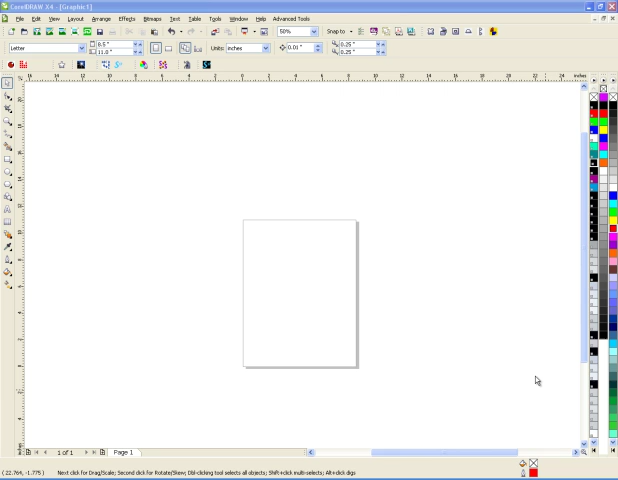 CorelDRAW X4 - [Graphic1]
File Edit View Layout Arrange Effects Bitmaps Text Table Tools Window Help Advanced Tools
50% Snap to
Letter 8.5" 11.0" Units: inches 0.01" 0.25" 0.25"
inches
1 of 1 Page 1
( 22.764, -1.775 ) Next click for Drag/Scale; Second click for Rotate/Skew; Dbl-clicking tool selects all objects; Shift+click multi-selects; Alt+click digs